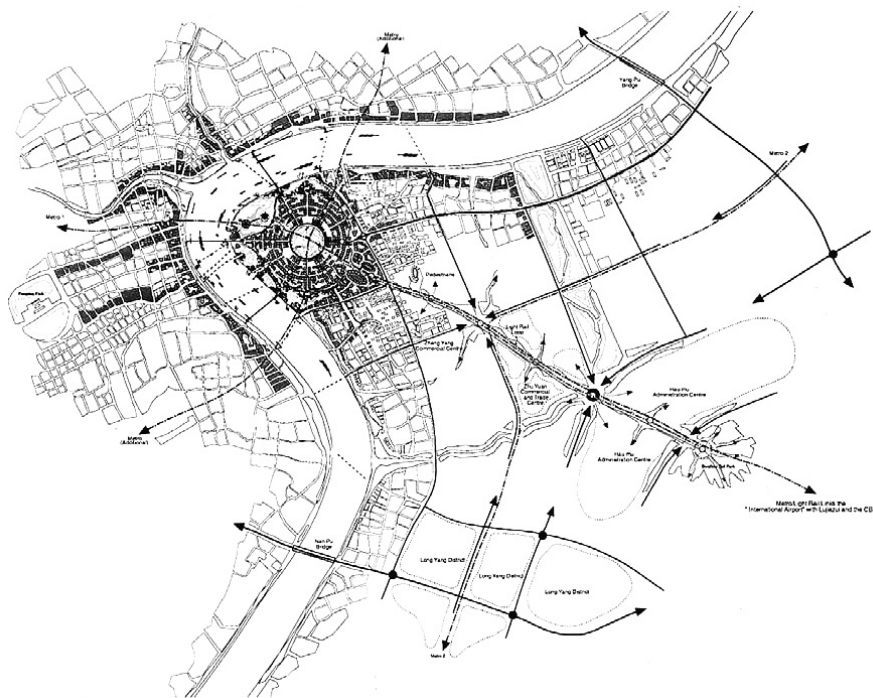 Metro
(Additional)
Yang Pu
Bridge
Metro 2
Metro 1
Pedestrians
Light Rail
Loop
Zhang Yang
Commercial Centre
Zhu Yuan
Commercial
and Trade
Centre
Hua Mu
Administration Centre
Metro
(Additional)
Hua Mu
Administration Centre
Metro/Light Rail Links the
"International Airport" with Lujiazui and the CB
Nan Pu
Bridge
Long Yang District
Long Yang District
Long Yang District
Metro 2